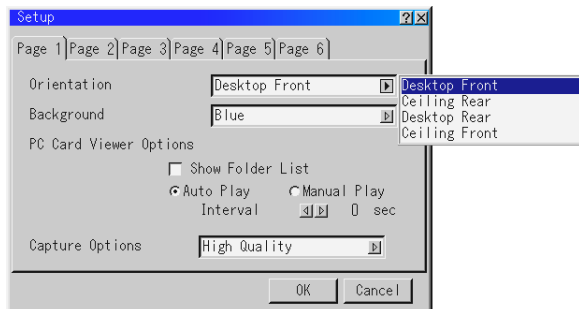 Setup
Page 1 Page 2 Page 3 Page 4 Page 5 Page 6
Orientation Desktop Front
Desktop Front
Ceiling Rear
Desktop Rear
Ceiling Front
Background Blue
PC Card Viewer Options
Show Folder List
Auto Play Manual Play
Interval 0 sec
Capture Options High Quality
OK Cancel